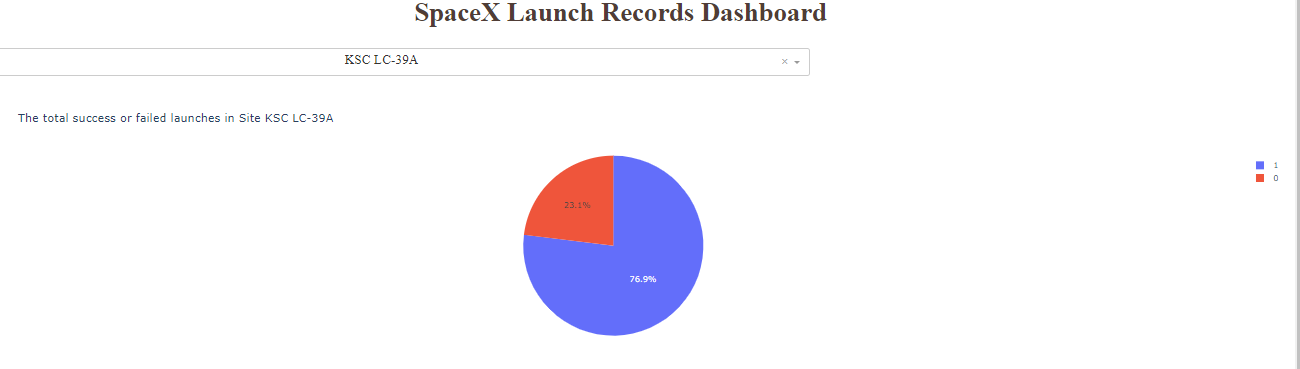 SpaceX Launch Records Dashboard
KSC LC-39A
×
The total success or failed launches in Site KSC LC-39A
1
0
23.1%
76.9%